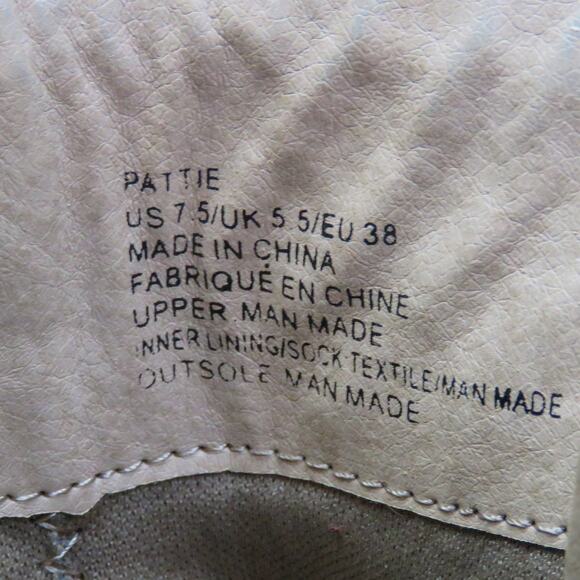 PATTIE
US 7.5/UK 5 5/EU 38
MADE IN CHINA
FABRIQUÉ EN CHINE
UPPER MAN MADE
INNER LINING/SOCK TEXTILE/MAN MADE
OUTSOLE MAN MADE